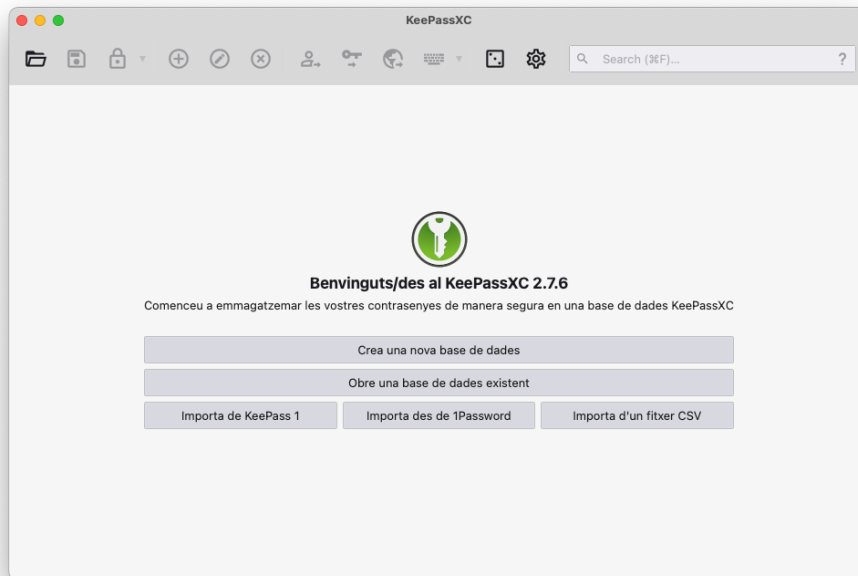 KeePassXC
Search (⌘F)... ?
Benvinguts/des al KeePassXC 2.7.6
Comenceu a emmagatzemar les vostres contrasenyes de manera segura en una base de dades KeePassXC
Crea una nova base de dades
Obre una base de dades existent
Importa de KeePass 1 Importa des de 1Password Importa d'un fitxer CSV